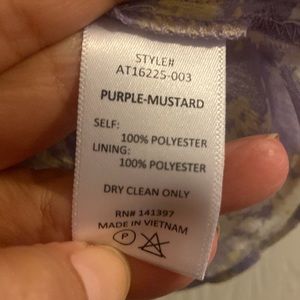 STYLE#
AT16225-003
PURPLE-MUSTARD
SELF:
100% POLYESTER
LINING:
100% POLYESTER
DRY CLEAN ONLY
RN# 141397
MADE IN VIETNAM
P